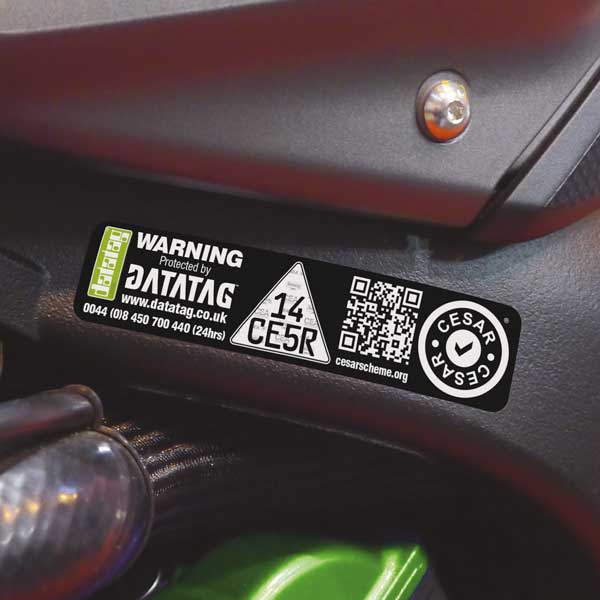 datatag
WARNING
Protected by
DATATAG™
www.datatag.co.uk
0044 (0)8 450 700 440 (24hrs)
14
CE5R
cesarscheme.org
CESAR
CESAR
®